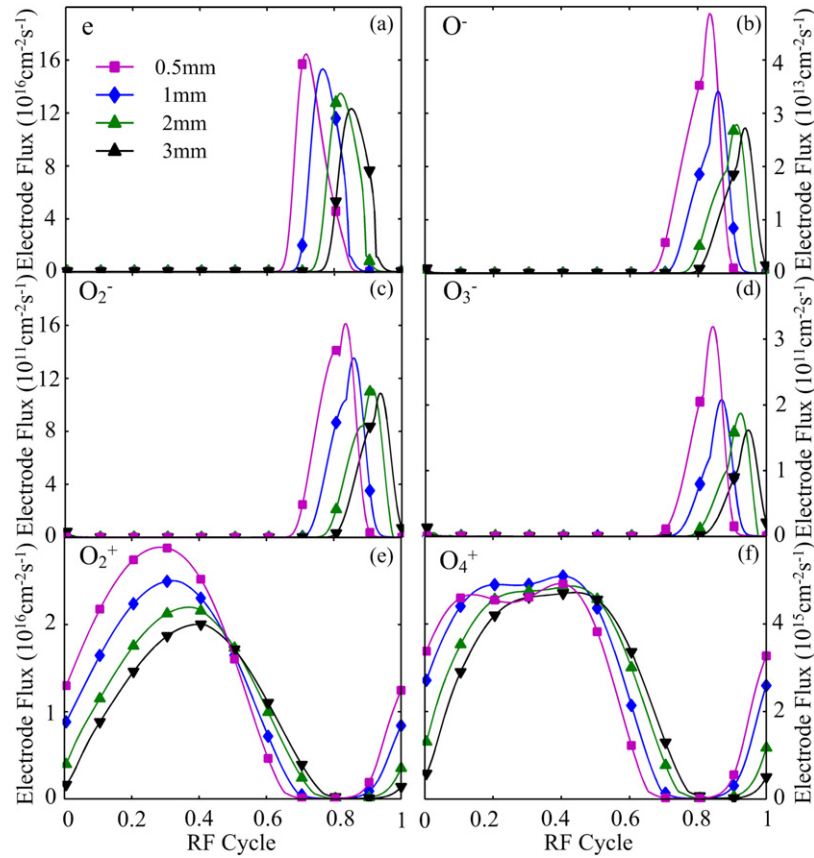 e (a)
16
12
8
4
0
Electrode Flux (10¹⁶cm⁻²s⁻¹)
0.5mm
1mm
2mm
3mm
O⁻ (b)
4
3
2
1
0
Electrode Flux (10¹³cm⁻²s⁻¹)
O₂⁻ (c)
16
12
8
4
0
Electrode Flux (10¹¹cm⁻²s⁻¹)
O₃⁻ (d)
3
2
1
0
Electrode Flux (10¹¹cm⁻²s⁻¹)
O₂⁺ (e)
2
1
0
Electrode Flux (10¹⁶cm⁻²s⁻¹)
0 0.2 0.4 0.6 0.8 1
RF Cycle
O₄⁺ (f)
6
4
2
0
Electrode Flux (10¹⁵cm⁻²s⁻¹)
0 0.2 0.4 0.6 0.8 1
RF Cycle